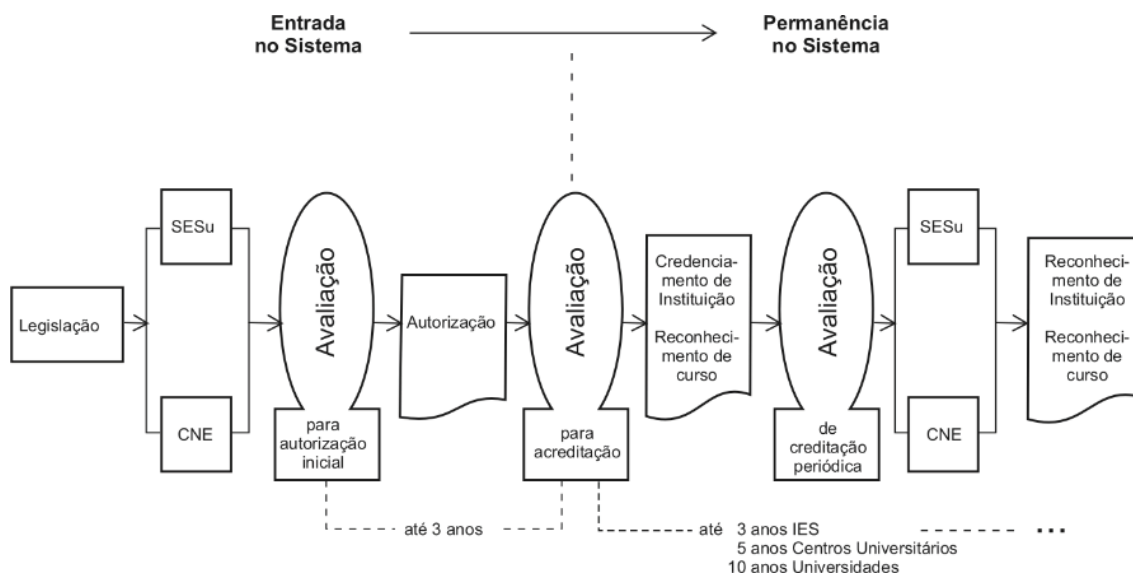 Entrada
no Sistema
Permanência
no Sistema
Legislação
SESu
CNE
Avaliação
para
autorização
inicial
Autorização
Avaliação
para
acreditação
Credencia-
mento de
Instituição
Reconheci-
mento de
curso
Avaliação
de
creditação
periódica
SESu
CNE
Reconheci-
mento de
Instituição
Reconheci-
mento de
curso
até 3 anos
até 3 anos IES
5 anos Centros Universitários
10 anos Universidades
...